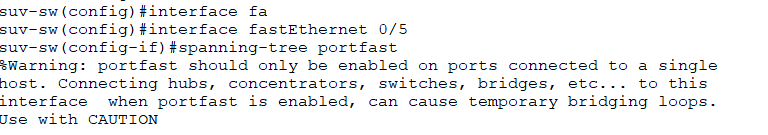 suv-sw(config)#interface fa
suv-sw(config)#interface fastEthernet 0/5
suv-sw(config-if)#spanning-tree portfast
%Warning: portfast should only be enabled on ports connected to a single
host. Connecting hubs, concentrators, switches, bridges, etc... to this
interface  when portfast is enabled, can cause temporary bridging loops.
Use with CAUTION